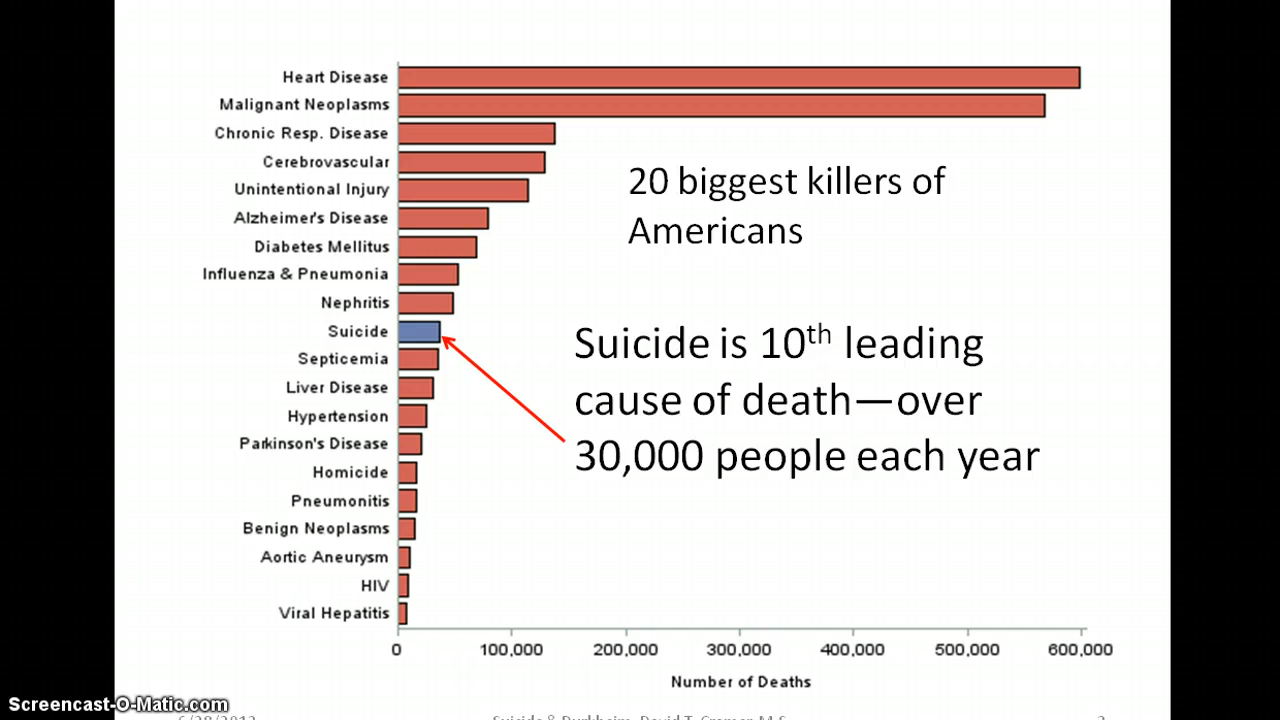 Heart Disease
Malignant Neoplasms
Chronic Resp. Disease
Cerebrovascular
Unintentional Injury
Alzheimer's Disease
Diabetes Mellitus
Influenza & Pneumonia
Nephritis
Suicide
Septicemia
Liver Disease
Hypertension
Parkinson's Disease
Homicide
Pneumonitis
Benign Neoplasms
Aortic Aneurysm
HIV
Viral Hepatitis
20 biggest killers of
Americans
Suicide is 10th leading
cause of death—over
30,000 people each year
0 100,000 200,000 300,000 400,000 500,000 600,000
Number of Deaths
Screencast-O-Matic.com
Suicide & Durkheim, David T.